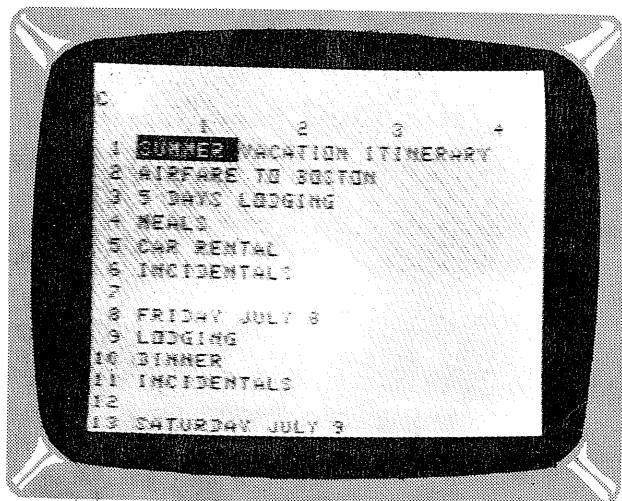 C
1 2 3 4
1 SUMMER VACATION ITINERARY
2 AIRFARE TO BOSTON
3 5 DAYS LODGING
4 MEALS
5 CAR RENTAL
6 INCIDENTALS
7
8 FRIDAY JULY 8
9 LODGING
10 DINNER
11 INCIDENTALS
12
13 SATURDAY JULY 9